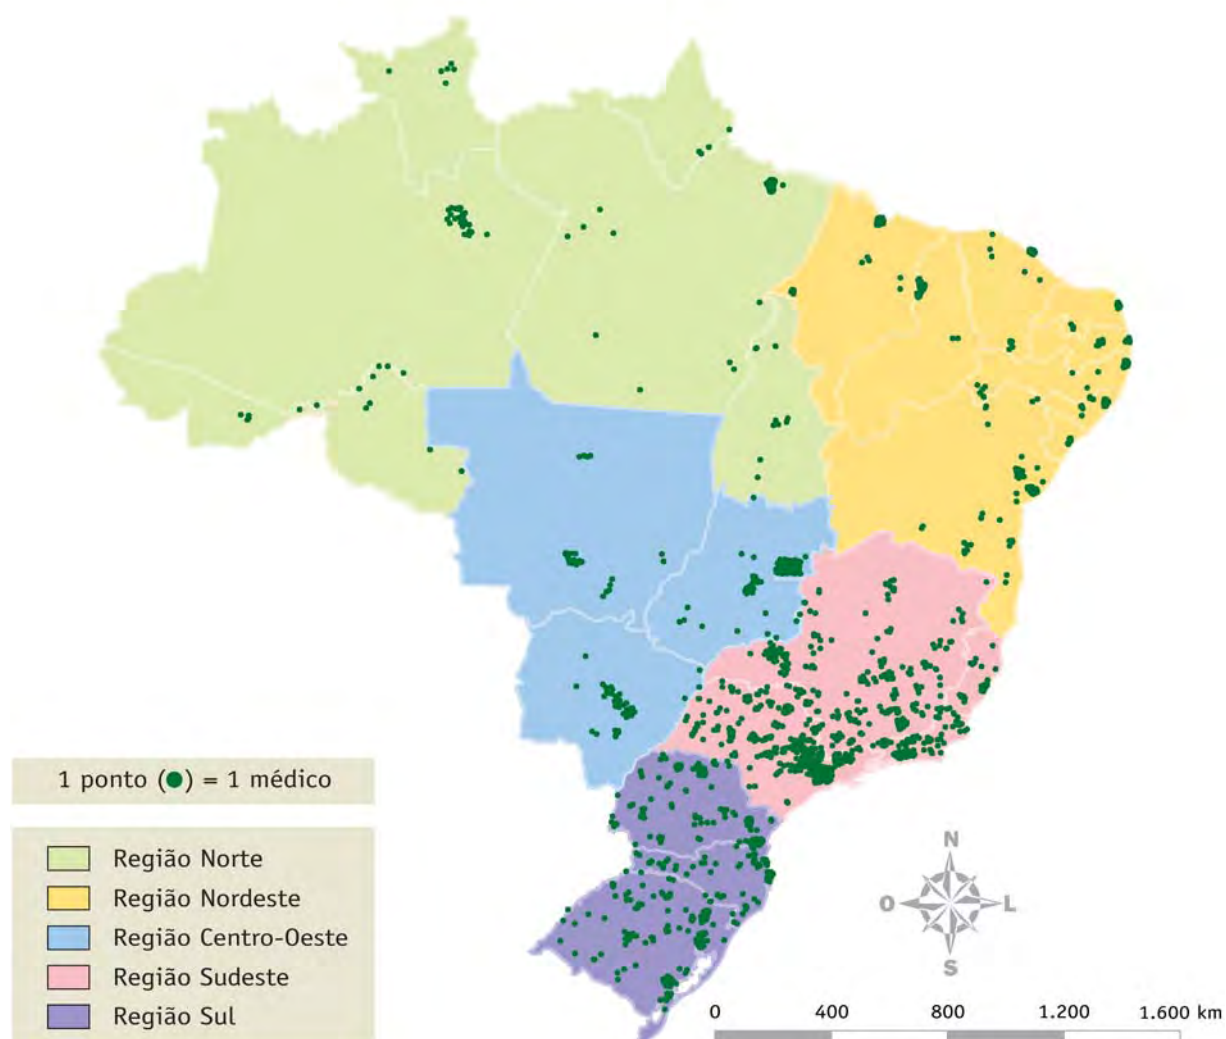 1 ponto (●) = 1 médico
Região Norte
Região Nordeste
Região Centro-Oeste
Região Sudeste
Região Sul
N
O L
S
0 400 800 1.200 1.600 km